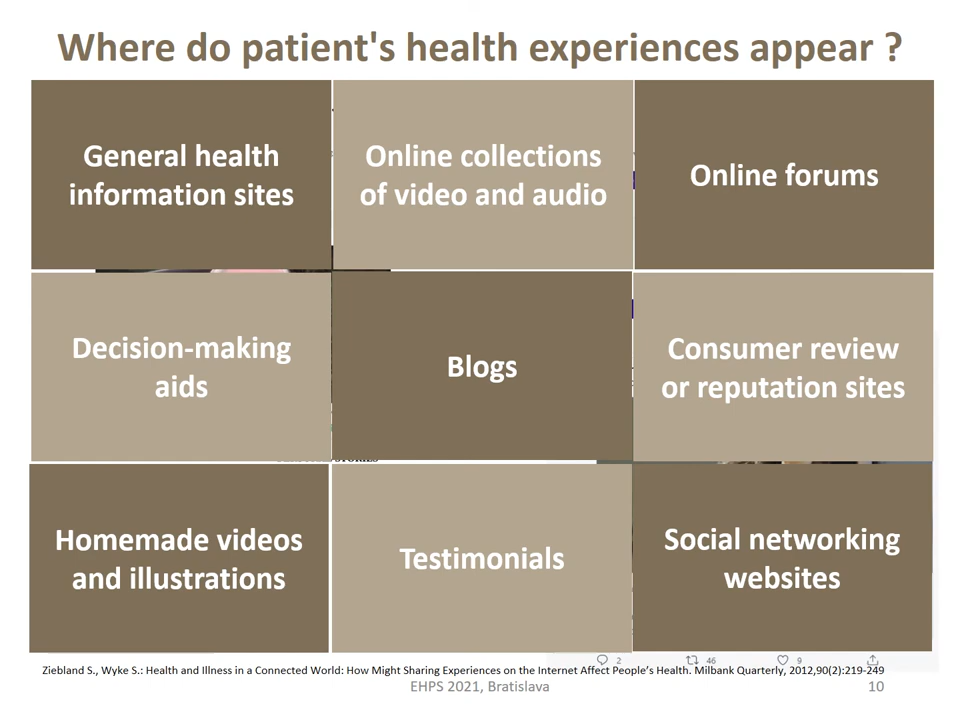 Where do patient's health experiences appear ?
General health
information sites
Online collections
of video and audio
Online forums
Decision-making
aids
Blogs
Consumer review
or reputation sites
Homemade videos
and illustrations
Testimonials
Social networking
websites
2 46 9
Ziebland S., Wyke S.: Health and Illness in a Connected World: How Might Sharing Experiences on the Internet Affect People's Health. Milbank Quarterly, 2012,90(2):219-249
EHPS 2021, Bratislava
10